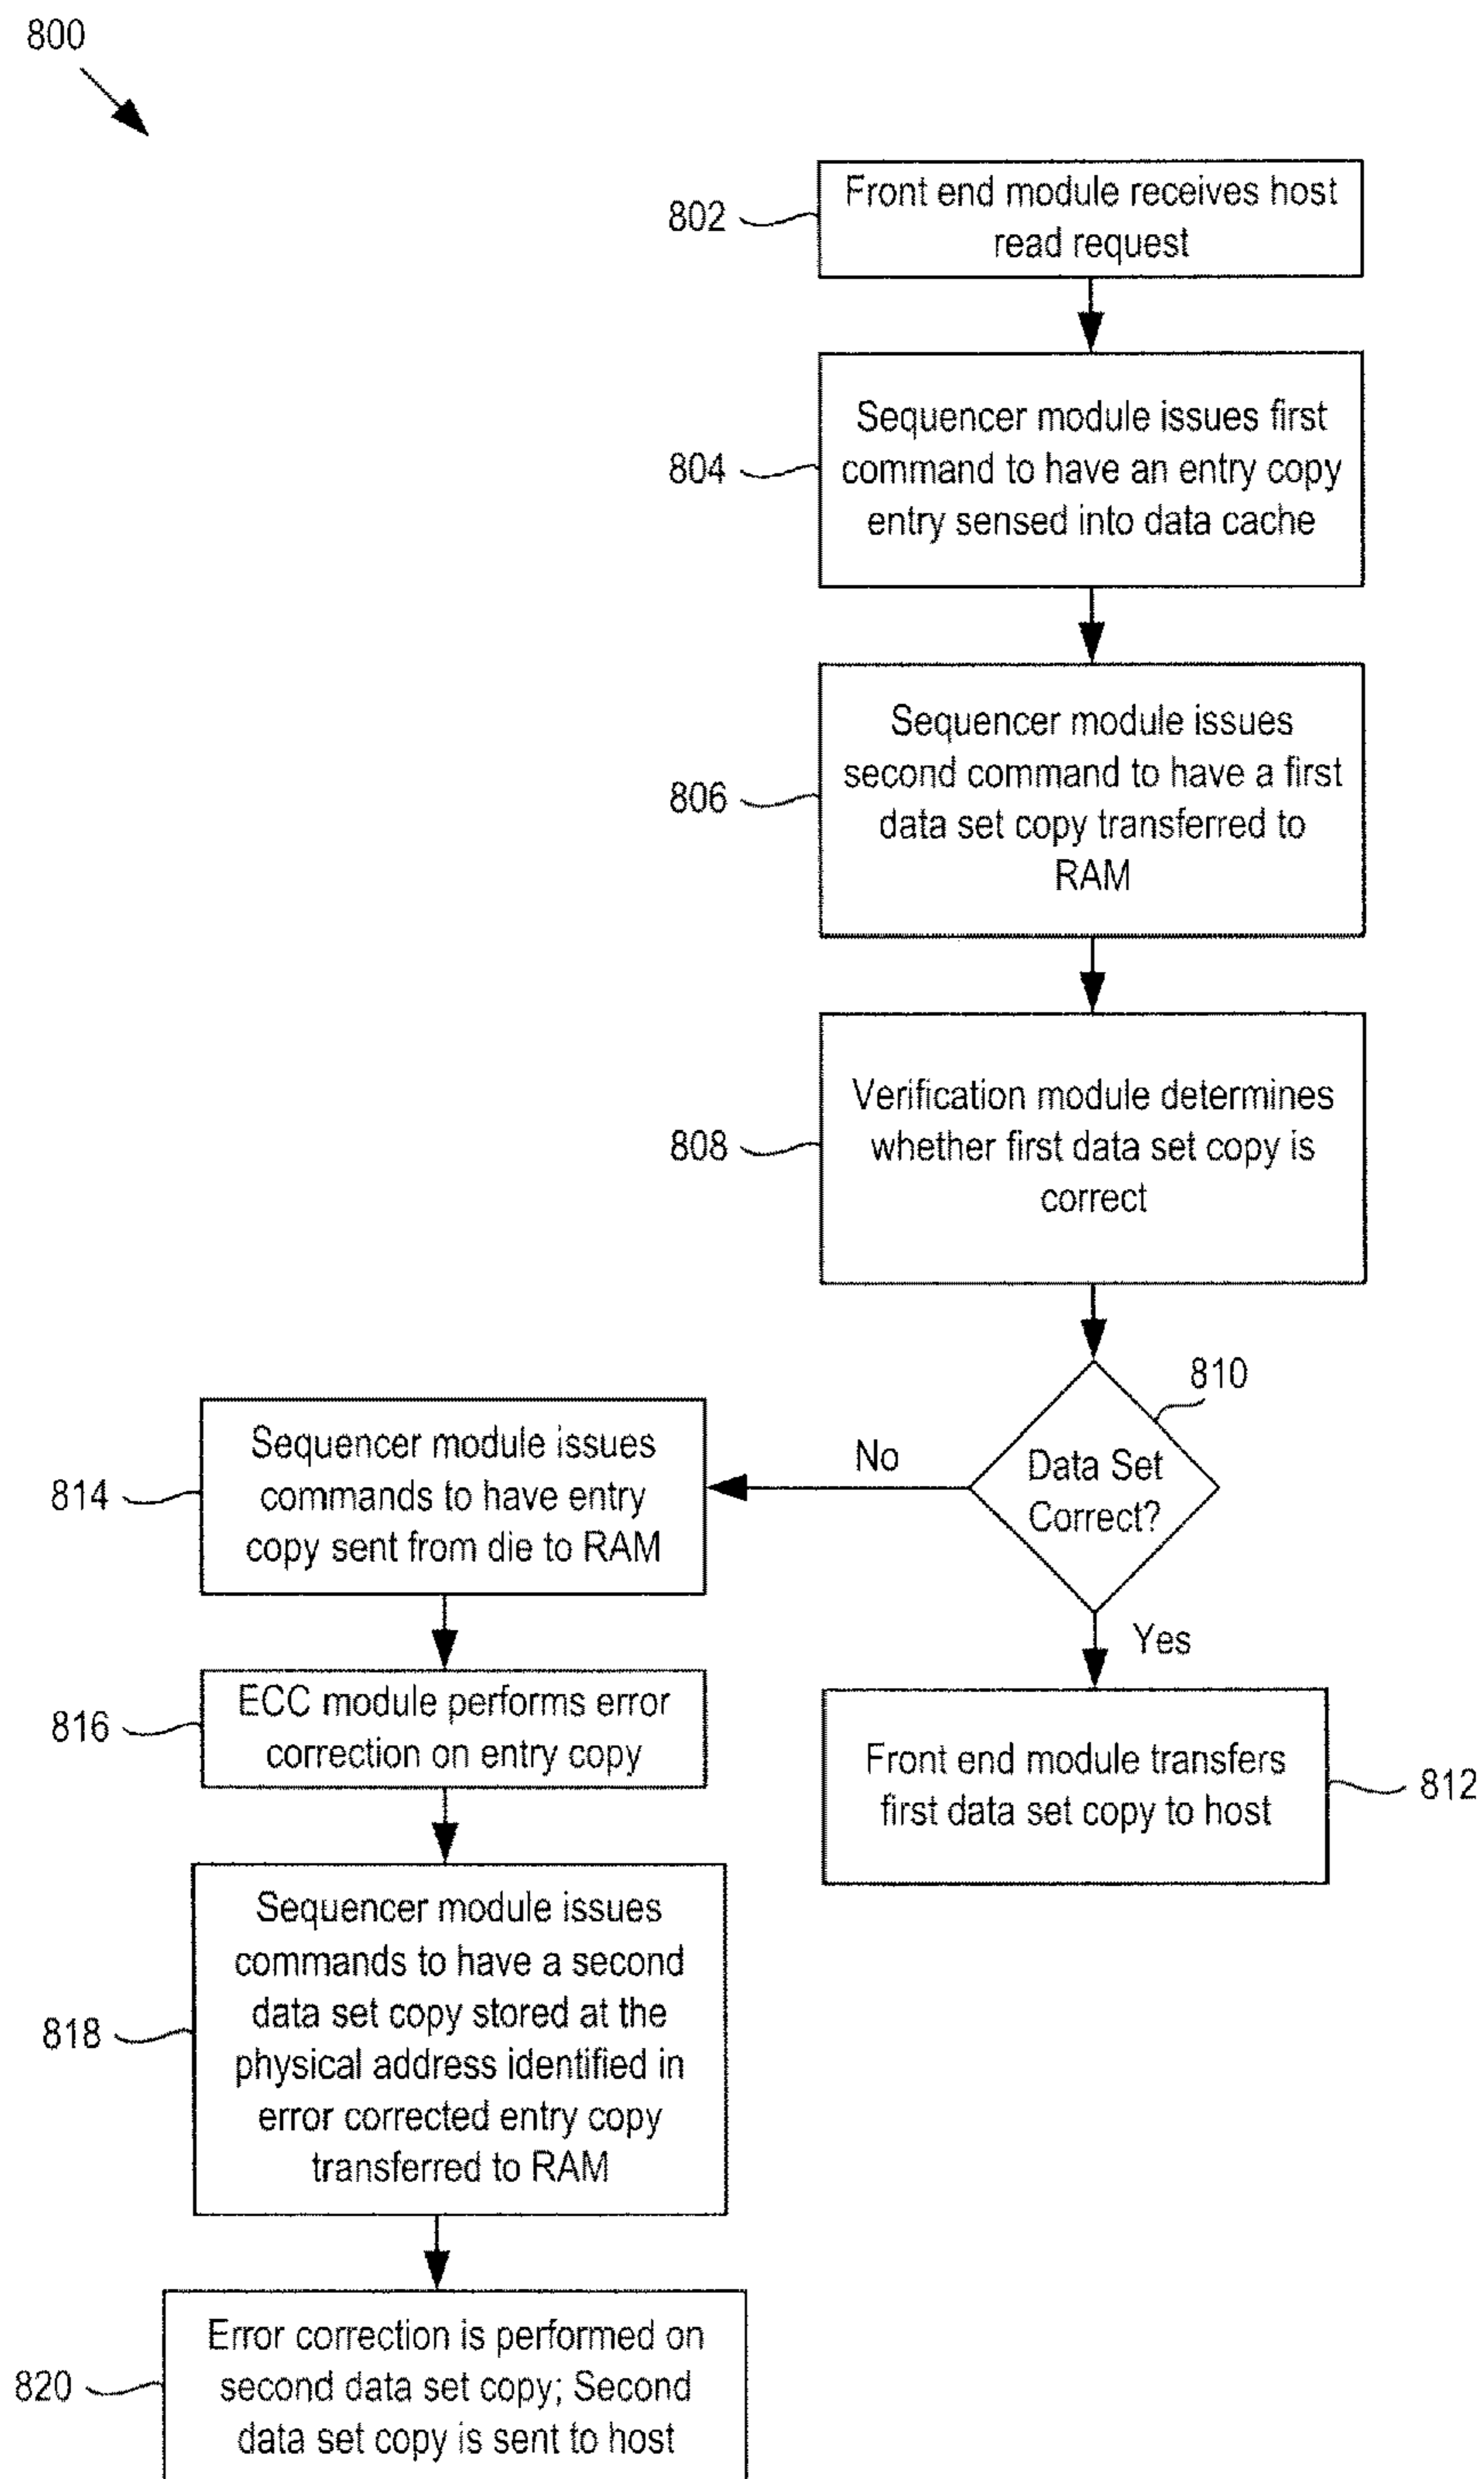 800
802
Front end module receives host
read request
804
Sequencer module issues first
command to have an entry copy
entry sensed into data cache
806
Sequencer module issues
second command to have a first
data set copy transferred to
RAM
808
Verification module determines
whether first data set copy is
correct
810
Data Set
Correct?
No
Yes
812
Front end module transfers
first data set copy to host
814
Sequencer module issues
commands to have entry
copy sent from die to RAM
816
ECC module performs error
correction on entry copy
818
Sequencer module issues
commands to have a second
data set copy stored at the
physical address identified in
error corrected entry copy
transferred to RAM
820
Error correction is performed on
second data set copy; Second
data set copy is sent to host